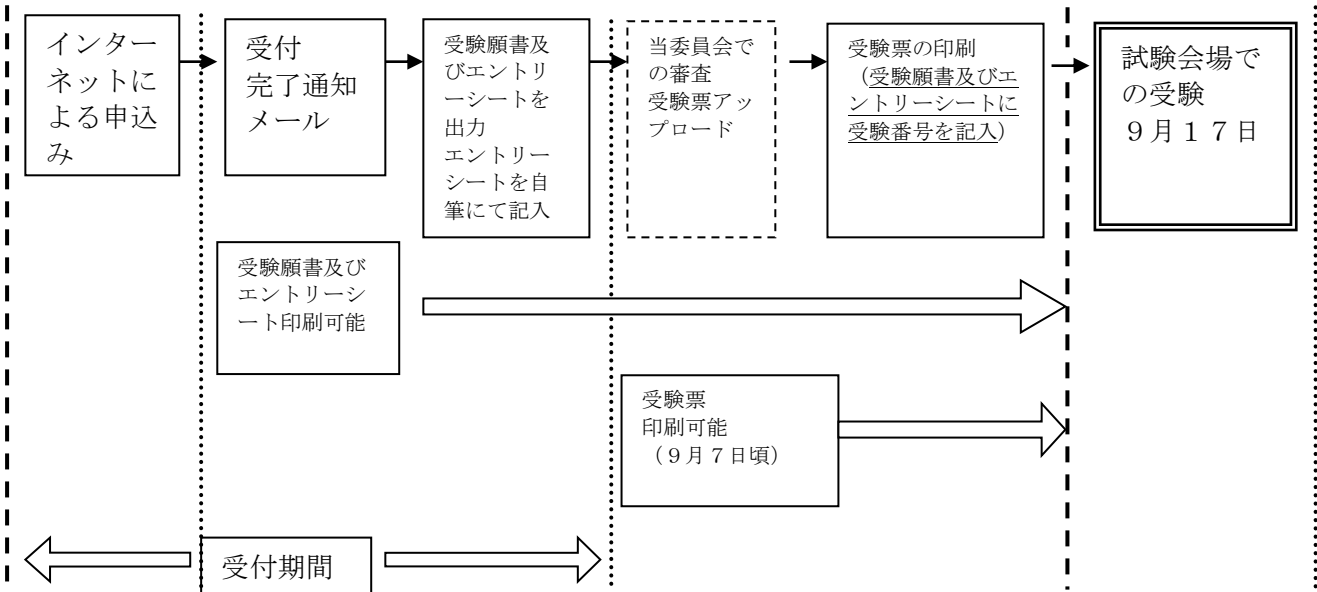 インター
ネットに
よる申込
み
受付
完了通知
メール
受験願書及
びエントリ
ーシートを
出力
エントリー
シートを自
筆にて記入
当委員会で
の審査
受験票アッ
プロード
受験票の印刷
（受験願書及びエ
ントリーシートに
受験番号を記入）
試験会場で
の受験
９月１７日
受験願書及び
エントリーシ
ート印刷可能
受験票
印刷可能
（９月７日頃）
受付期間